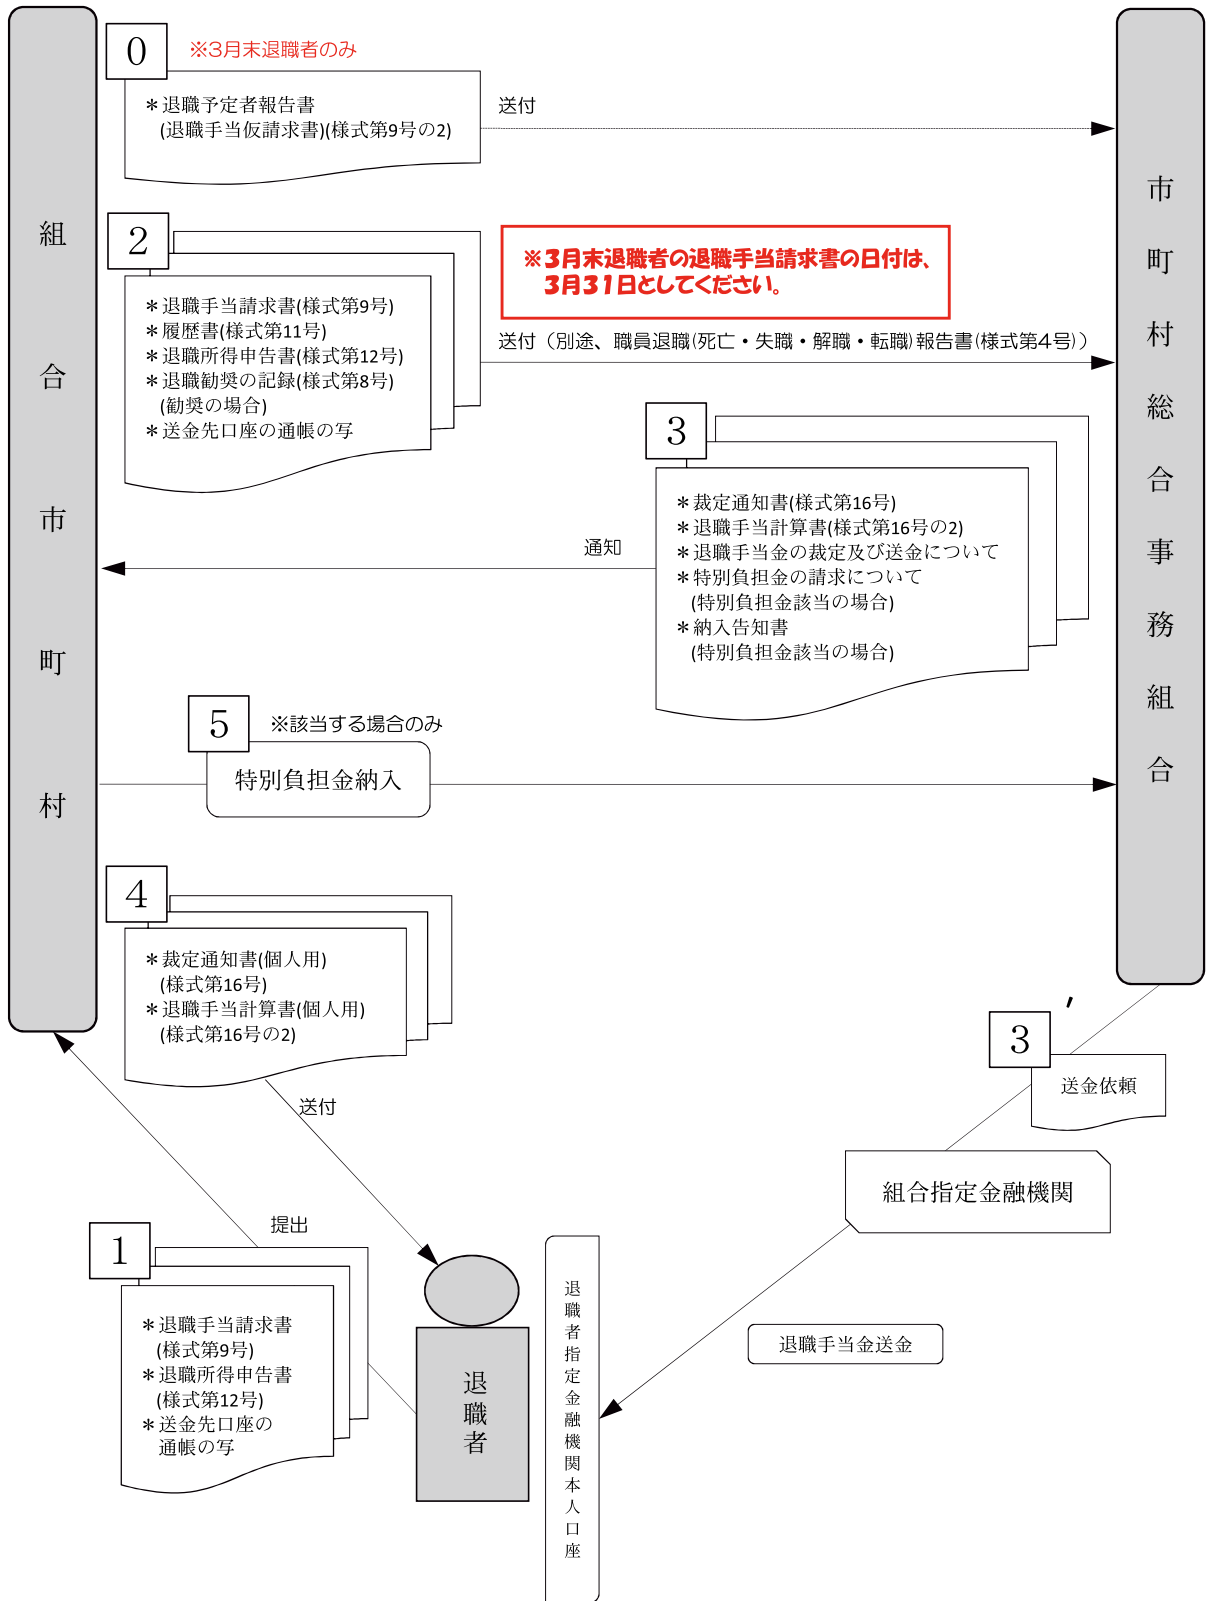 組合市町村
市町村総合事務組合
0
※3月末退職者のみ
＊退職予定者報告書
(退職手当仮請求書)(様式第9号の2)
送付
2
＊退職手当請求書(様式第9号)
＊履歴書(様式第11号)
＊退職所得申告書(様式第12号)
＊退職勧奨の記録(様式第8号)
(勧奨の場合)
＊送金先口座の通帳の写
※3月末退職者の退職手当請求書の日付は、
3月31日としてください。
送付（別途、職員退職(死亡・失職・解職・転職)報告書(様式第4号)）
3
＊裁定通知書(様式第16号)
＊退職手当計算書(様式第16号の2)
＊退職手当金の裁定及び送金について
＊特別負担金の請求について
(特別負担金該当の場合)
＊納入告知書
(特別負担金該当の場合)
通知
5
※該当する場合のみ
特別負担金納入
4
＊裁定通知書(個人用)
(様式第16号)
＊退職手当計算書(個人用)
(様式第16号の2)
送付
3
′
送金依頼
組合指定金融機関
提出
1
＊退職手当請求書
(様式第9号)
＊退職所得申告書
(様式第12号)
＊送金先口座の
通帳の写
退職者
退職者指定金融機関本人口座
退職手当金送金